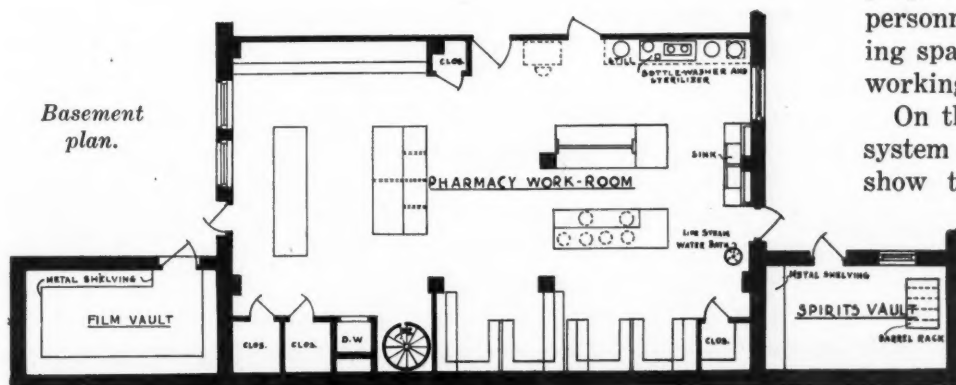 Basement
plan.
CLOS.
STILL
BOTTLE-WASHER AND
STERILIZER
SINK
PHARMACY WORK-ROOM
LIVE STEAM
WATER BATH
METAL SHELVING
FILM VAULT
CLOS.
CLOS.
D.W
CLOS.
METAL SHELVING
SPIRITS VAULT
BARREL RACK
personn
ing spa
working
On th
system
show t